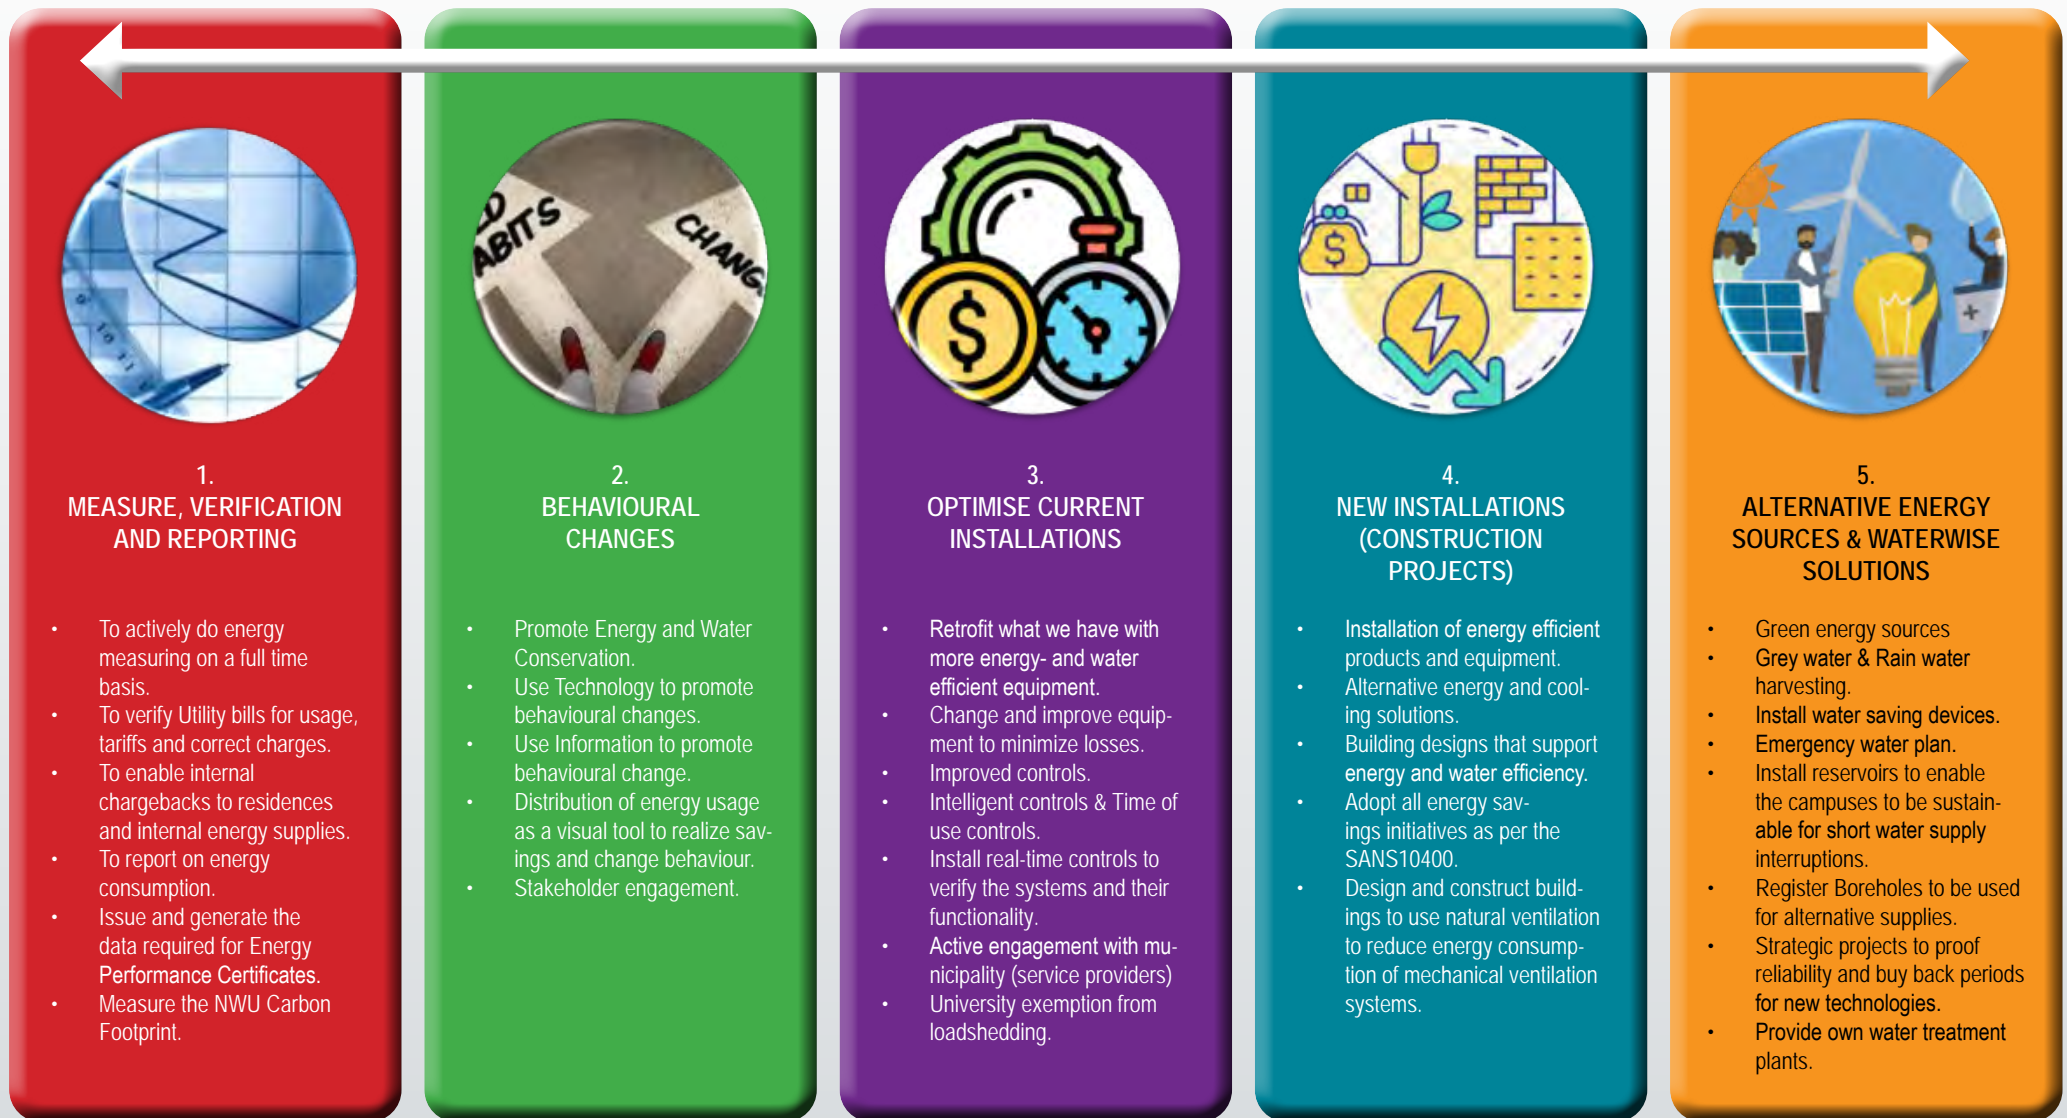 1.
MEASURE, VERIFICATION
AND REPORTING
• To actively do energy
measuring on a full time
basis.
• To verify Utility bills for usage,
tariffs and correct charges.
• To enable internal
chargebacks to residences
and internal energy supplies.
• To report on energy
consumption.
• Issue and generate the
data required for Energy
Performance Certificates.
• Measure the NWU Carbon
Footprint.
ABITS
CHANG
2.
BEHAVIOURAL
CHANGES
• Promote Energy and Water
Conservation.
• Use Technology to promote
behavioural changes.
• Use Information to promote
behavioural change.
• Distribution of energy usage
as a visual tool to realize sav-
ings and change behaviour.
• Stakeholder engagement.
$
3.
OPTIMISE CURRENT
INSTALLATIONS
• Retrofit what we have with
more energy- and water
efficient equipment.
• Change and improve equip-
ment to minimize losses.
• Improved controls.
• Intelligent controls & Time of
use controls.
• Install real-time controls to
verify the systems and their
functionality.
• Active engagement with mu-
nicipality (service providers)
• University exemption from
loadshedding.
$
4.
NEW INSTALLATIONS
(CONSTRUCTION
PROJECTS)
• Installation of energy efficient
products and equipment.
• Alternative energy and cool-
ing solutions.
• Building designs that support
energy and water efficiency.
• Adopt all energy sav-
ings initiatives as per the
SANS10400.
• Design and construct build-
ings to use natural ventilation
to reduce energy consump-
tion of mechanical ventilation
systems.
5.
ALTERNATIVE ENERGY
SOURCES & WATERWISE
SOLUTIONS
• Green energy sources
• Grey water & Rain water
harvesting.
• Install water saving devices.
• Emergency water plan.
• Install reservoirs to enable
the campuses to be sustain-
able for short water supply
interruptions.
• Register Boreholes to be used
for alternative supplies.
• Strategic projects to proof
reliability and buy back periods
for new technologies.
• Provide own water treatment
plants.